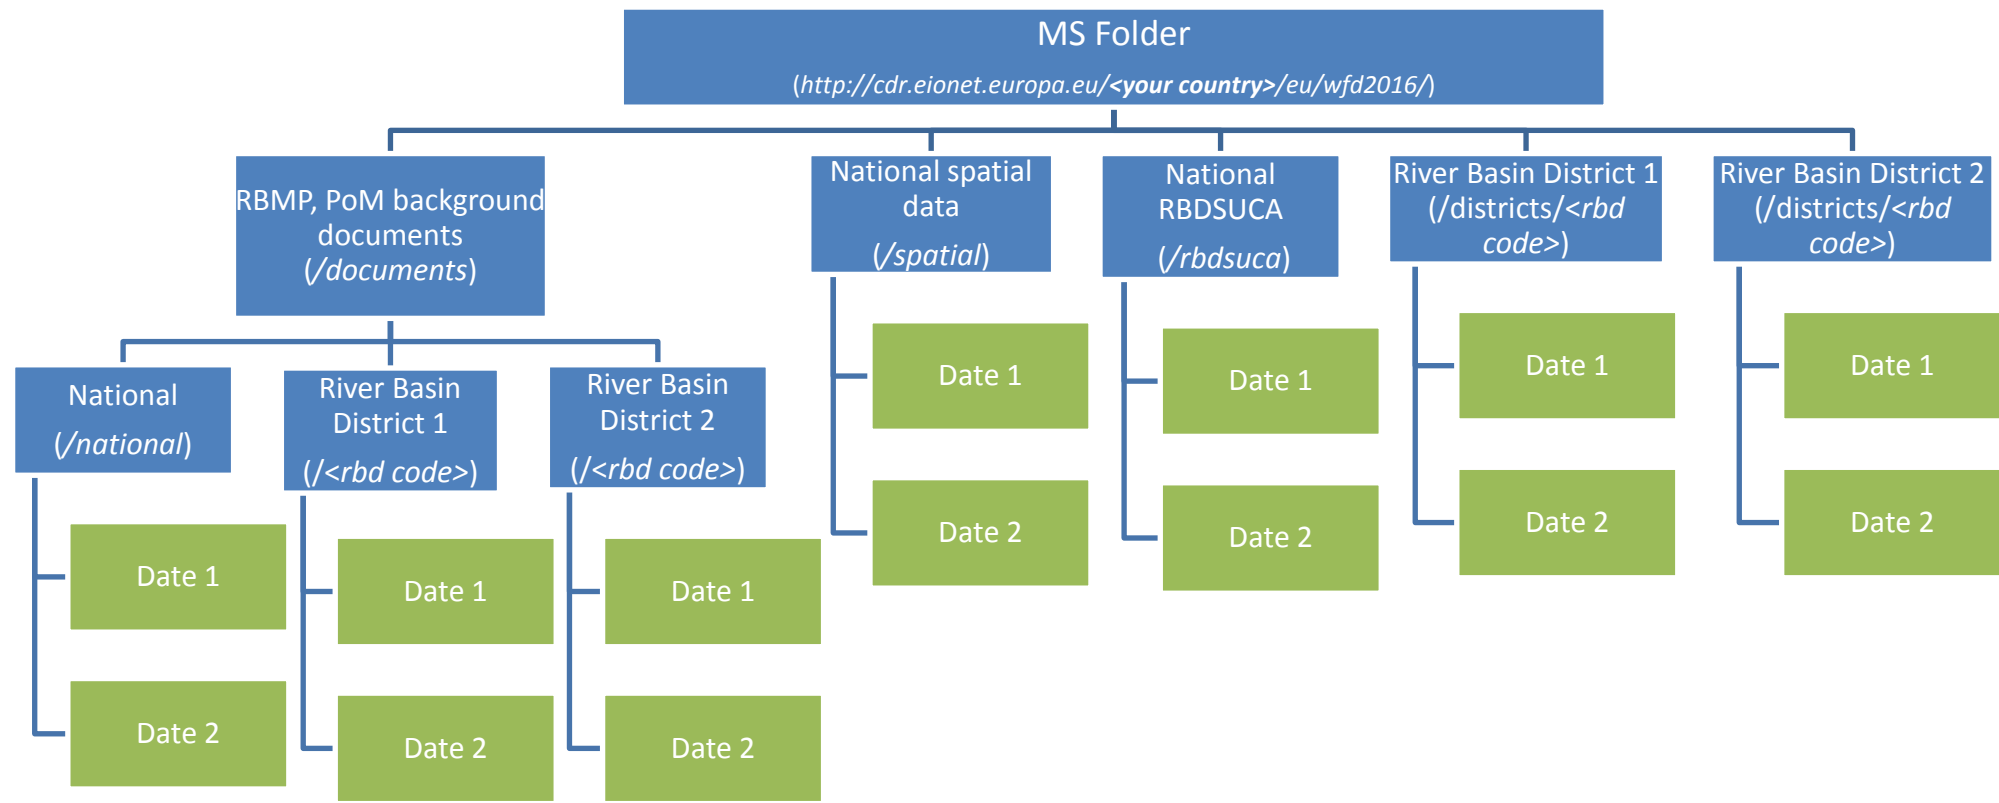 MS Folder
(http://cdr.eionet.europa.eu/<your country>/eu/wfd2016/)
RBMP, PoM background
documents
(/documents)
National spatial
data
(/spatial)
National
RBDSUCA
(/rbdsuca)
River Basin District 1
(/districts/<rbd
code>)
River Basin District 2
(/districts/<rbd
code>)
National
(/national)
River Basin
District 1
(/<rbd code>)
River Basin
District 2
(/<rbd code>)
Date 1
Date 2
Date 1
Date 2
Date 1
Date 2
Date 1
Date 2
Date 1
Date 2
Date 1
Date 2
Date 1
Date 2